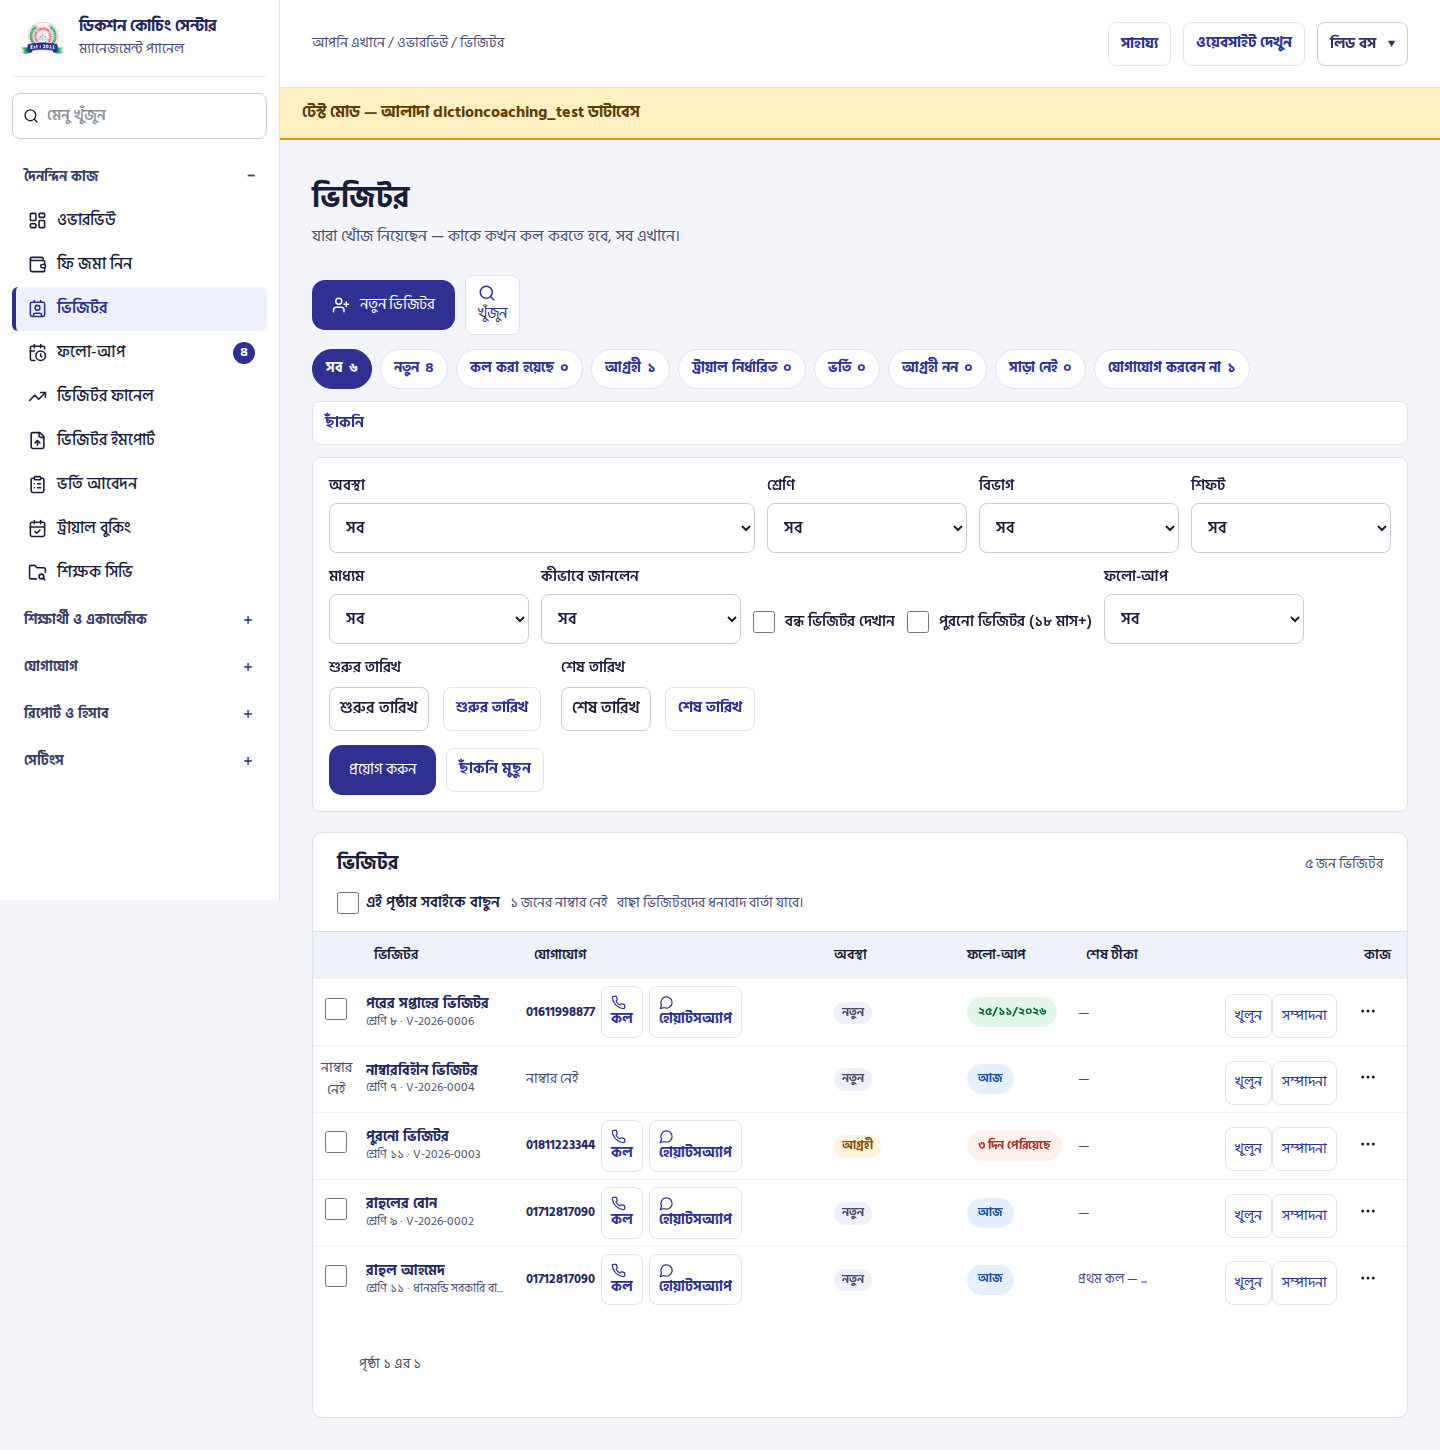 ডিকশন কোচিং সেন্টার
ম্যানেজমেন্ট প্যানেল
Est : 2011
মেনু খুঁজুন
দৈনন্দিন কাজ −
ওভারভিউ
ফি জমা নিন
ভিজিটর
ফলো-আপ 8
ভিজিটর ফানেল
ভিজিটর ইমপোর্ট
ভর্তি আবেদন
ট্রায়াল বুকিং
শিক্ষক সিভি
শিক্ষার্থী ও একাডেমিক +
যোগাযোগ +
রিপোর্ট ও হিসাব +
সেটিংস +
আপনি এখানে / ওভারভিউ / ভিজিটর
সাহায্য ওয়েবসাইট দেখুন লিড বস ▾
টেস্ট মোড — আলাদা dictioncoaching_test ডাটাবেস
ভিজিটর
যারা খোঁজ নিয়েছেন — কাকে কখন কল করতে হবে, সব এখানে।
নতুন ভিজিটর খুঁজুন
সব ৬ নতুন ৪ কল করা হয়েছে ০ আগ্রহী ১ ট্রায়াল নির্ধারিত ০ ভর্তি ০ আগ্রহী নন ০ সাড়া নেই ০ যোগাযোগ করবেন না ১
ছাঁকনি
অবস্থা শ্রেণি বিভাগ শিফট
সব সব সব সব
মাধ্যম কীভাবে জানলেন ফলো-আপ
সব সব বন্ধ ভিজিটর দেখান পুরনো ভিজিটর (১৮ মাস+) সব
শুরুর তারিখ শেষ তারিখ
শুরুর তারিখ শুরুর তারিখ শেষ তারিখ শেষ তারিখ
প্রয়োগ করুন ছাঁকনি মুছুন
ভিজিটর ৫ জন ভিজিটর
এই পৃষ্ঠার সবাইকে বাছুন ১ জনের নাম্বার নেই বাছা ভিজিটরদের ধন্যবাদ বার্তা যাবে।
ভিজিটর যোগাযোগ অবস্থা ফলো-আপ শেষ টীকা কাজ
পরের সপ্তাহের ভিজিটর
শ্রেণি ৮ · V-2026-0006
01611998877 কল হোয়াটসঅ্যাপ নতুন ২৫/১১/২০২৬ — খুলুন সম্পাদনা ···
নাম্বার নেই
নাম্বারবিহীন ভিজিটর
শ্রেণি ৭ · V-2026-0004
নাম্বার নেই নতুন আজ — খুলুন সম্পাদনা ···
পুরনো ভিজিটর
শ্রেণি ১১ · V-2026-0003
01811223344 কল হোয়াটসঅ্যাপ আগ্রহী ৩ দিন পেরিয়েছে — খুলুন সম্পাদনা ···
রাহুলের বোন
শ্রেণি ৯ · V-2026-0002
01712817090 কল হোয়াটসঅ্যাপ নতুন আজ — খুলুন সম্পাদনা ···
রাহুল আহমেদ
শ্রেণি ১১ · ধানমন্ডি সরকারি বা...
01712817090 কল হোয়াটসঅ্যাপ নতুন আজ প্রথম কল — ... খুলুন সম্পাদনা ···
পৃষ্ঠা ১ এর ১